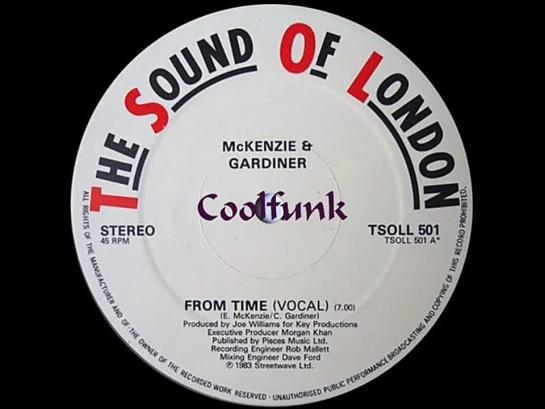 THE SOUND OF LONDON
McKENZIE &
GARDINER
Coolfunk
STEREO
45 RPM
TSOLL 501
TSOLL 501 A*
FROM TIME (VOCAL) (7.00)
(E. McKenzie/C. Gardiner)
Produced by Joe Williams for Key Productions
Executive Producer Morgan Khan
Published by Pisces Music Ltd.
Recording Engineer Rob Mallett
Mixing Engineer Dave Ford
℗ 1983 Streetwave Ltd.
ALL RIGHTS OF THE MANUFACTURER AND OF THE OWNER OF THE RECORDED WORK RESERVED · UNAUTHORISED PUBLIC PERFORMANCE BROADCASTING AND COPYING OF THIS RECORD PROHIBITED.